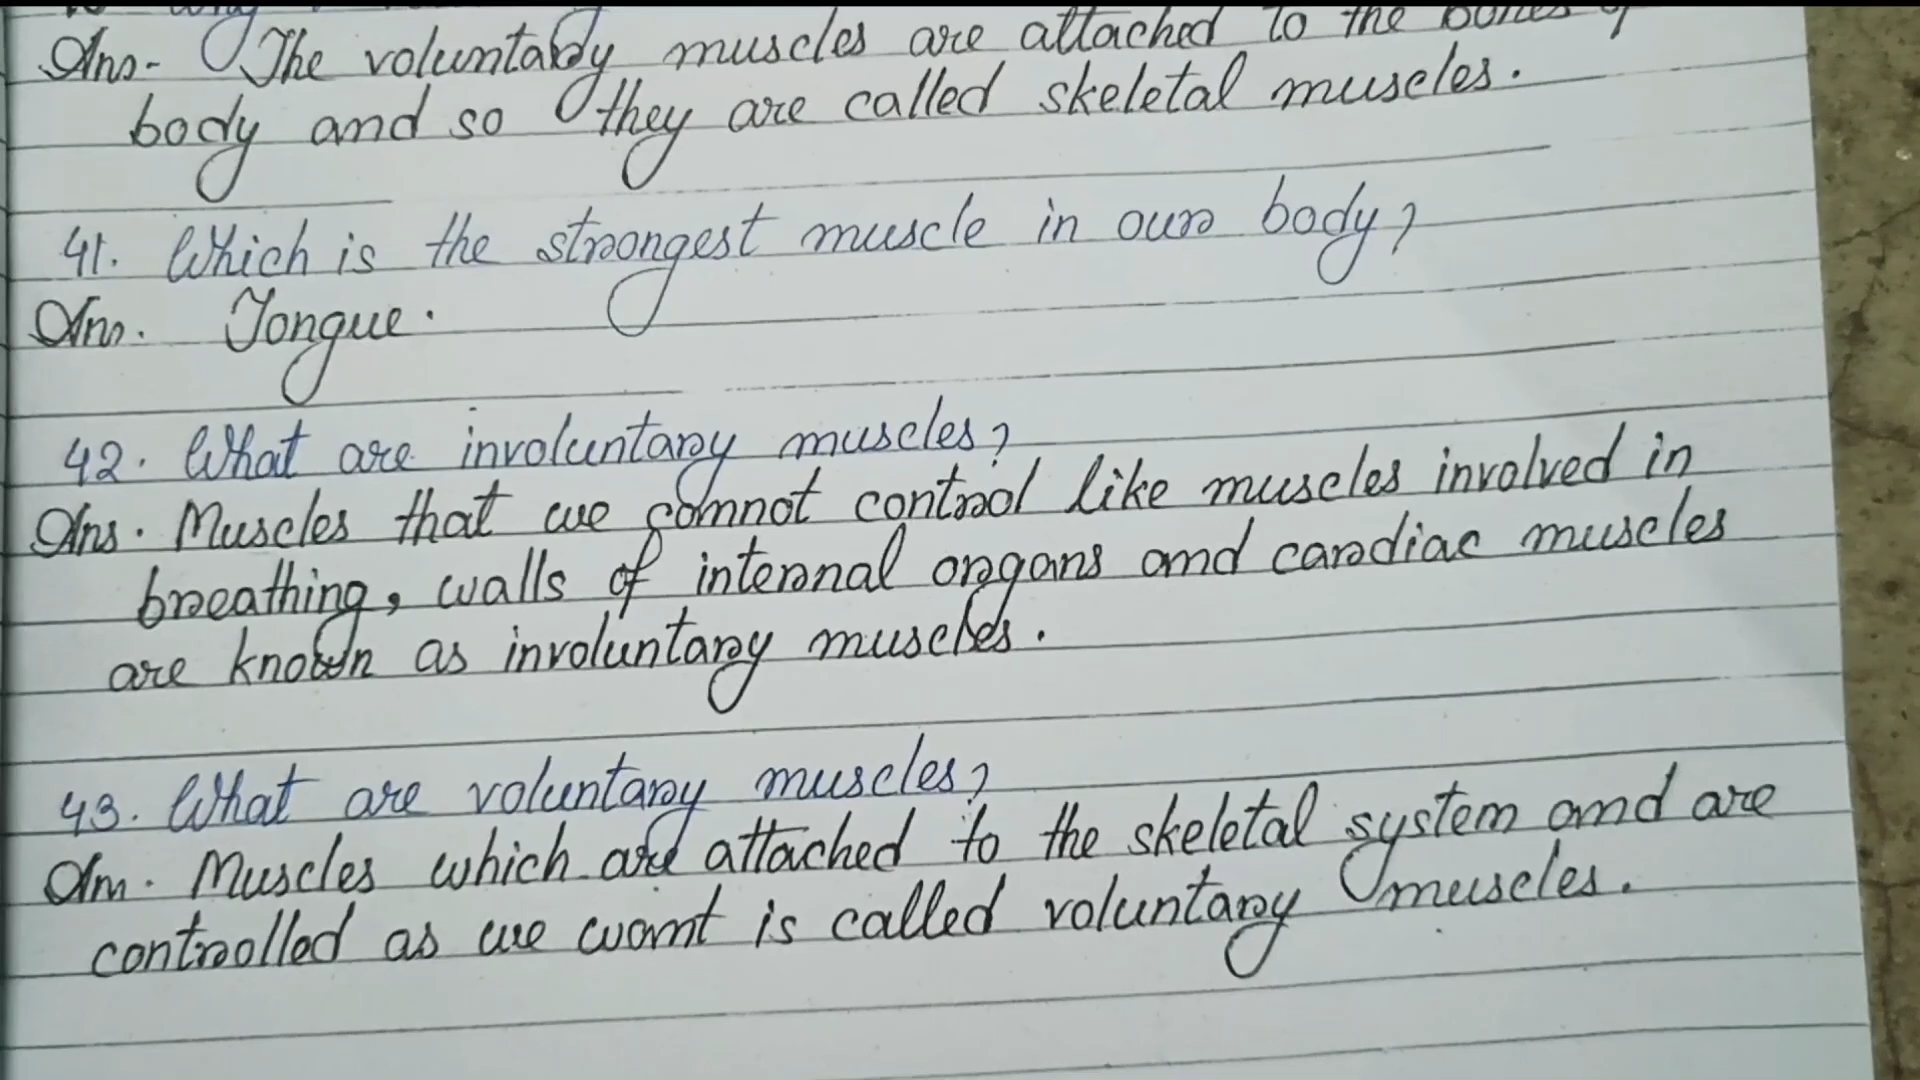 Ans- The voluntary muscles are attached to the bones of
body and so they are called skeletal muscles.
41. Which is the strongest muscle in our body?
Ans. Tongue.
42. What are involuntary muscles?
Ans. Muscles that we cannot control like muscles involved in
breathing, walls of internal organs and cardiac muscles
are known as involuntary muscles.
43. What are voluntary muscles?
Ans. Muscles which are attached to the skeletal system and are
controlled as we want is called voluntary muscles.